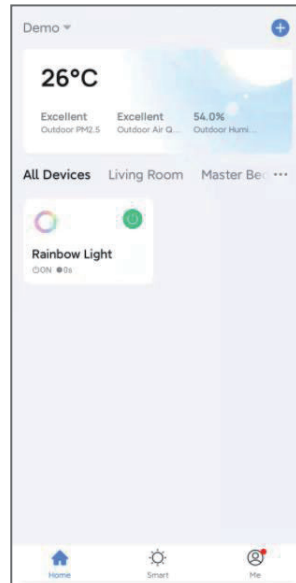 Demo
26°C
Excellent Excellent 54.0%
Outdoor PM2.5 Outdoor Air Q... Outdoor Humi...
All Devices Living Room Master Be
Rainbow Light
ON 0s
Home Smart Me